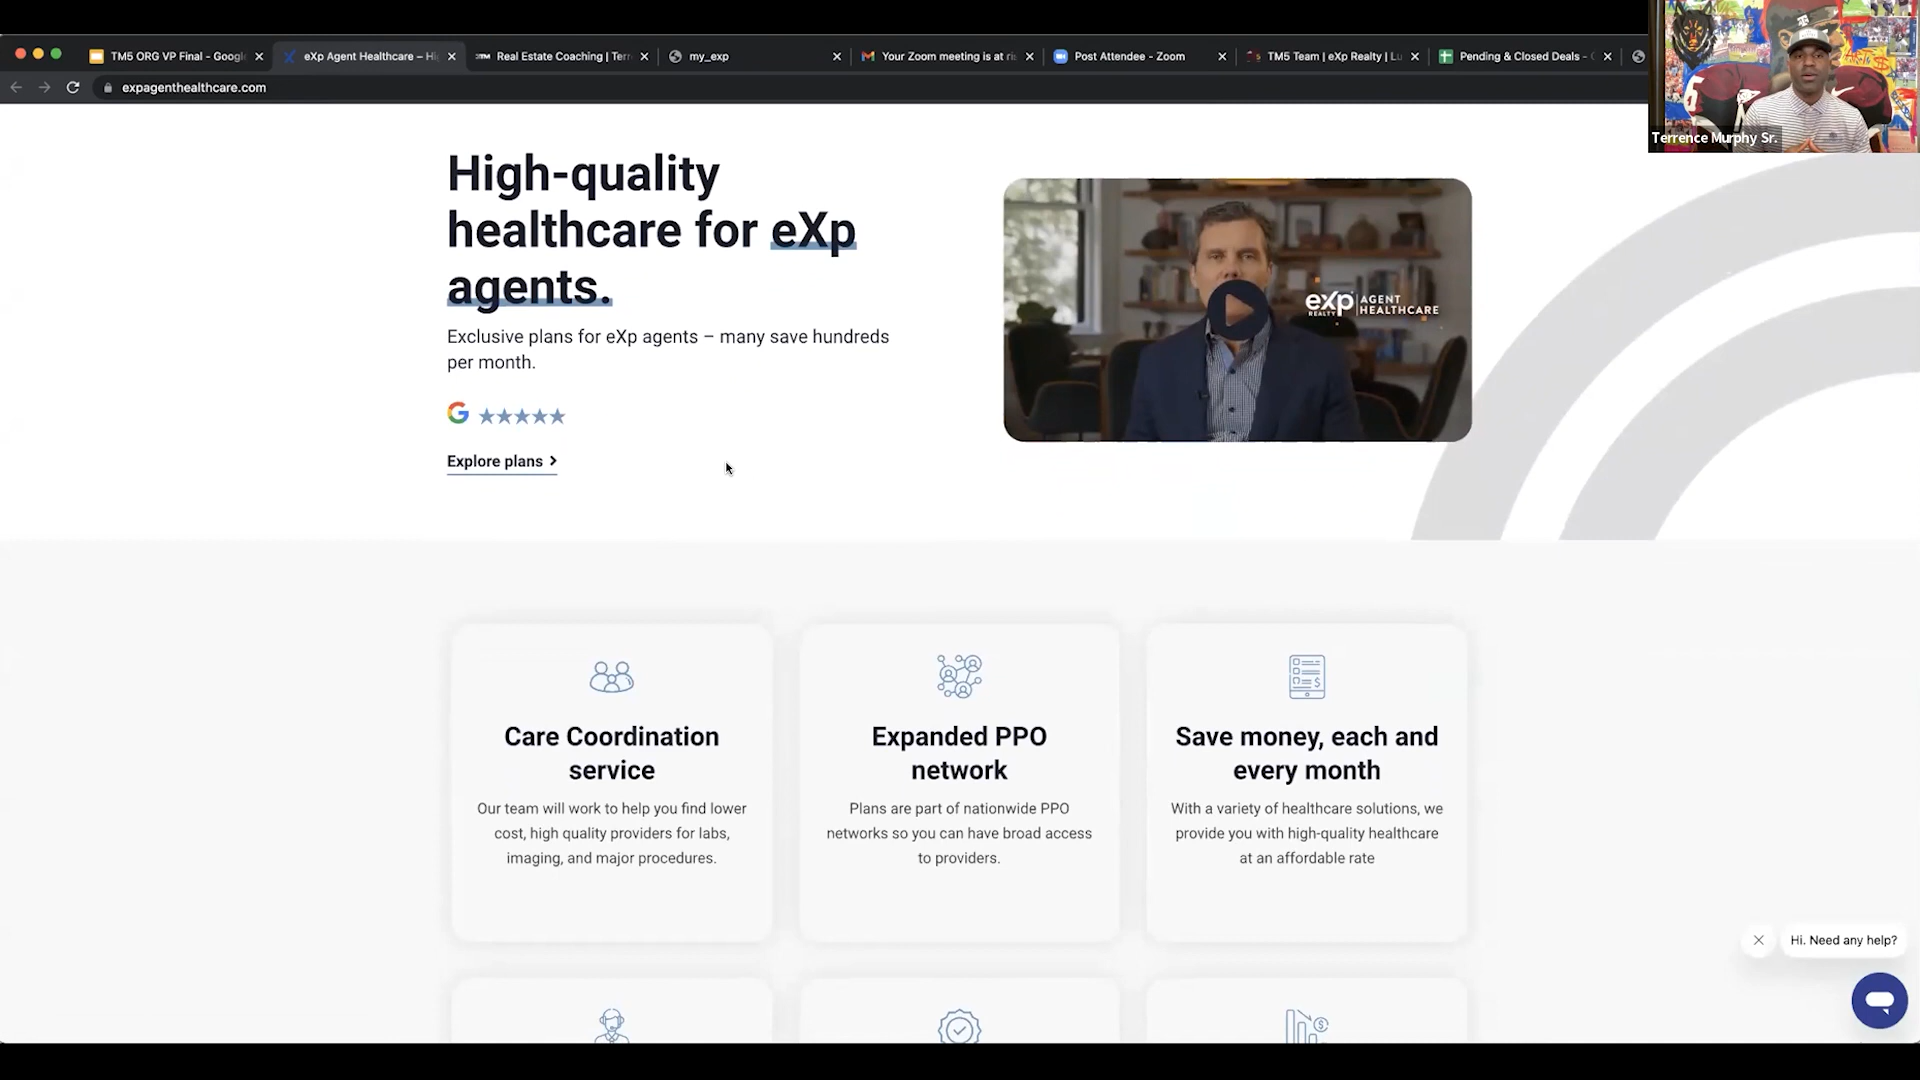 TM5 ORG VP Final - Googl
eXp Agent Healthcare – Hi
Real Estate Coaching | Terr
my_exp
Your Zoom meeting is at ri
Post Attendee - Zoom
TM5 Team | eXp Realty | Lu
Pending & Closed Deals -
expagenthealthcare.com
Terrence Murphy Sr.
High-quality
healthcare for eXp
agents.
Exclusive plans for eXp agents – many save hundreds
per month.
Explore plans
eXp REALTY | AGENT HEALTHCARE
Care Coordination
service
Our team will work to help you find lower
cost, high quality providers for labs,
imaging, and major procedures.
Expanded PPO
network
Plans are part of nationwide PPO
networks so you can have broad access
to providers.
Save money, each and
every month
With a variety of healthcare solutions, we
provide you with high-quality healthcare
at an affordable rate
Hi. Need any help?